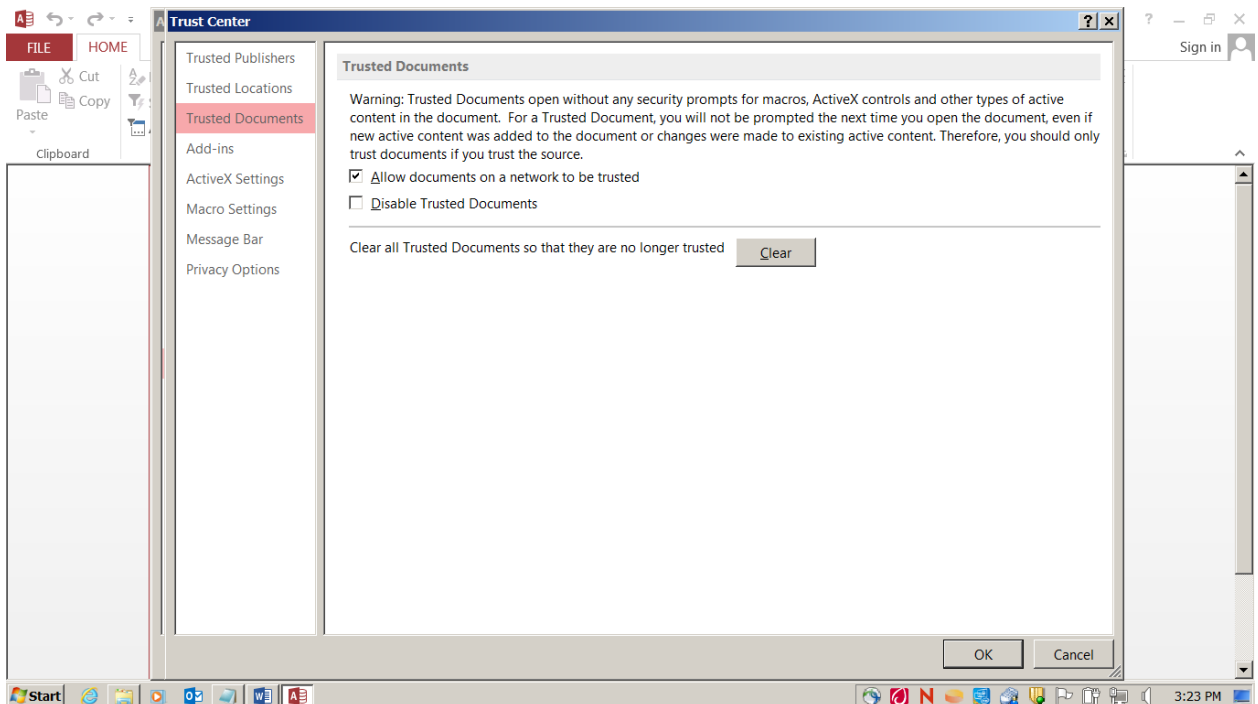 A
Trust Center
?
?
Sign in
FILE
HOME
Cut
Copy
Paste
Clipboard
Trusted Publishers
Trusted Locations
Trusted Documents
Add-ins
ActiveX Settings
Macro Settings
Message Bar
Privacy Options
Trusted Documents
Warning: Trusted Documents open without any security prompts for macros, ActiveX controls and other types of active
content in the document.  For a Trusted Document, you will not be prompted the next time you open the document, even if
new active content was added to the document or changes were made to existing active content. Therefore, you should only
trust documents if you trust the source.
Allow documents on a network to be trusted
Disable Trusted Documents
Clear all Trusted Documents so that they are no longer trusted
Clear
OK
Cancel
Start
3:23 PM